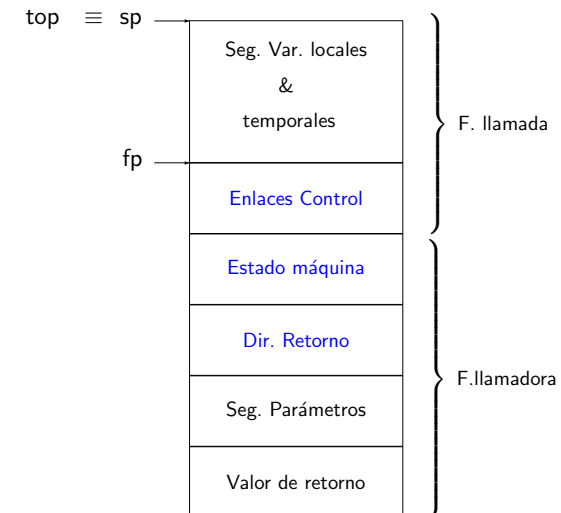 top ≡ sp
Seg. Var. locales
&
temporales
F. llamada
fp
Enlaces Control
Estado máquina
Dir. Retorno
F.llamadora
Seg. Parámetros
Valor de retorno